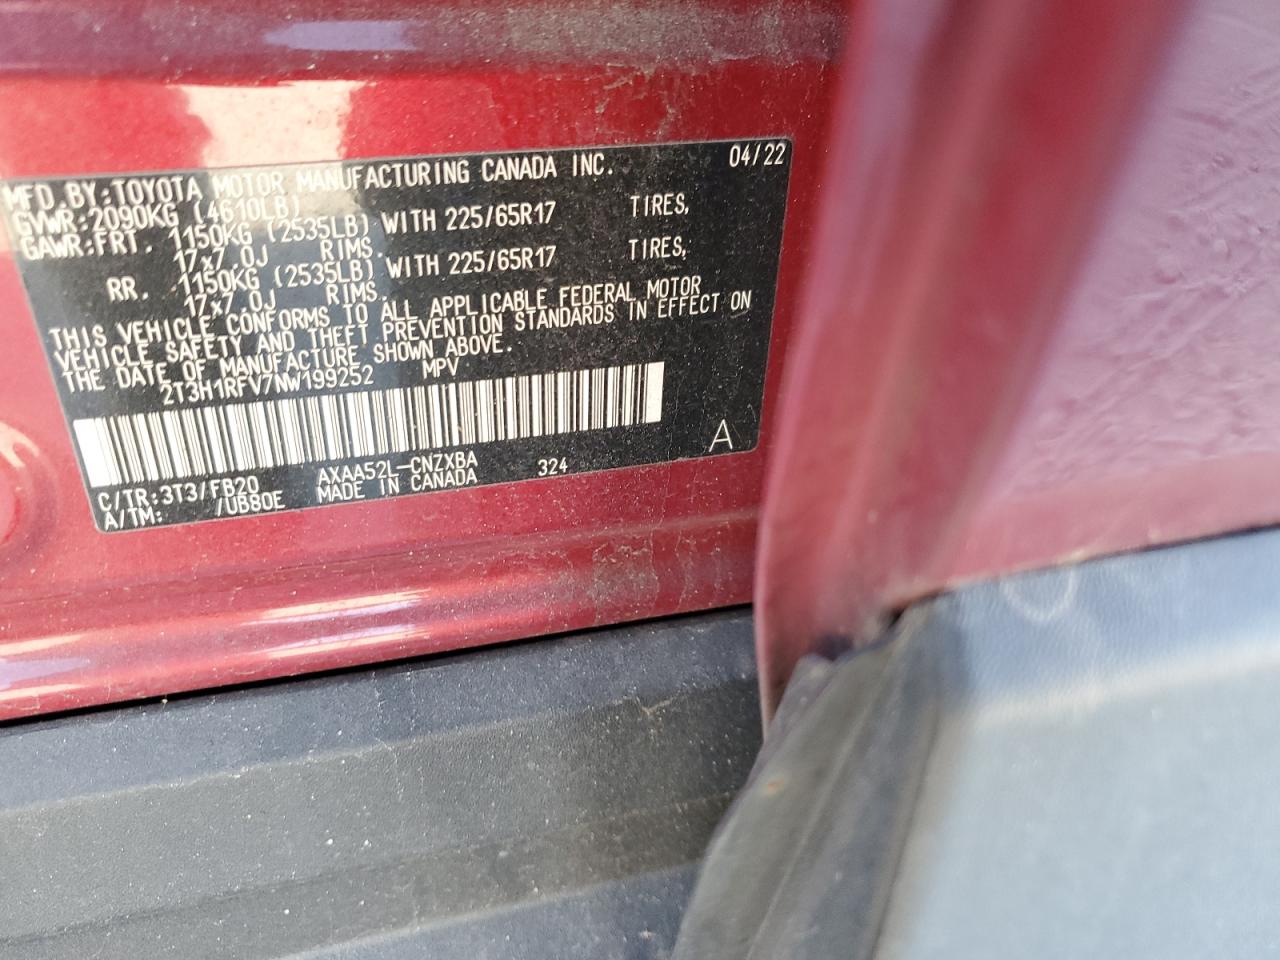 MFD.BY:TOYOTA MOTOR MANUFACTURING CANADA INC. 04/22
GVWR:2090KG (4610LB)
GAWR:FRT. 1150KG (2535LB) WITH 225/65R17 TIRES,
17x7.0J RIMS.
RR. 1150KG (2535LB) WITH 225/65R17 TIRES,
17x7.0J RIMS.
THIS VEHICLE CONFORMS TO ALL APPLICABLE FEDERAL MOTOR
VEHICLE SAFETY AND THEFT PREVENTION STANDARDS IN EFFECT ON
THE DATE OF MANUFACTURE SHOWN ABOVE.
2T3H1RFV7NW199252 MPV
C/TR:3T3/FB20 AXAA52L-CNZXBA 324 A
A/TM: /UB80E MADE IN CANADA